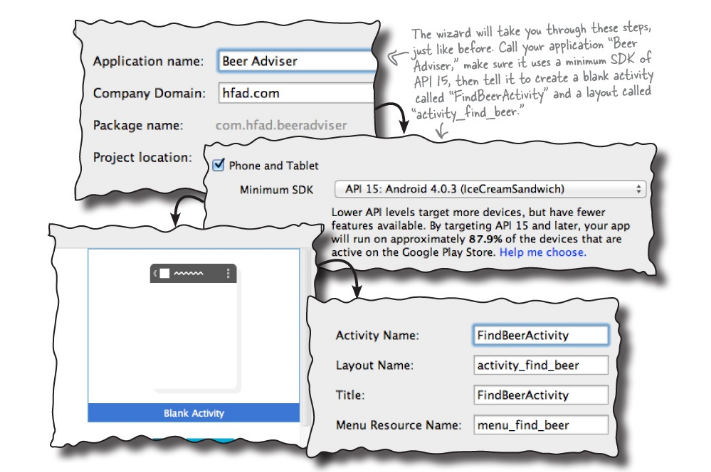 Application name: Beer Adviser
Company Domain: hfad.com
Package name: com.hfad.beeradviser
Project location:
The wizard will take you through these steps,
just like before. Call your application “Beer
Adviser,” make sure it uses a minimum SDK of
API 15, then tell it to create a blank activity
called “FindBeerActivity” and a layout called
“activity_find_beer.”
Phone and Tablet
Minimum SDK API 15: Android 4.0.3 (IceCreamSandwich)
Lower API levels target more devices, but have fewer
features available. By targeting API 15 and later, your app
will run on approximately 87.9% of the devices that are
active on the Google Play Store. Help me choose.
Blank Activity
Activity Name: FindBeerActivity
Layout Name: activity_find_beer
Title: FindBeerActivity
Menu Resource Name: menu_find_beer